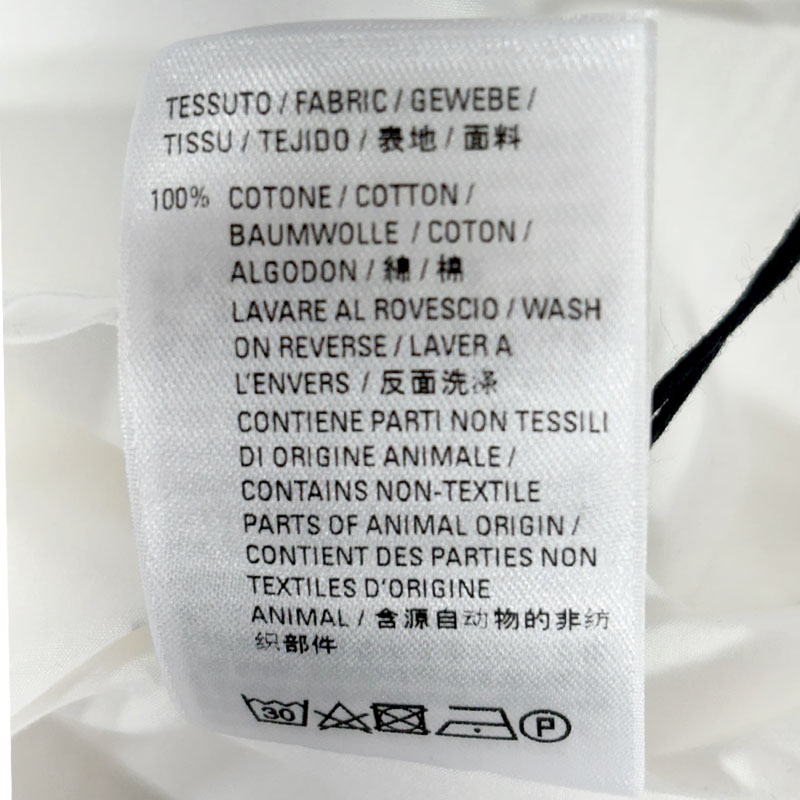 TESSUTO / FABRIC / GEWEBE /
TISSU / TEJIDO / 表地 / 面料
100% COTONE / COTTON /
BAUMWOLLE / COTON /
ALGODON / 綿 / 棉
LAVARE AL ROVESCIO / WASH
ON REVERSE / LAVER A
L'ENVERS / 反面洗涤
CONTIENE PARTI NON TESSILI
DI ORIGINE ANIMALE /
CONTAINS NON-TEXTILE
PARTS OF ANIMAL ORIGIN /
CONTIENT DES PARTIES NON
TEXTILES D'ORIGINE
ANIMAL / 含源自动物的非纺
织部件
30 P